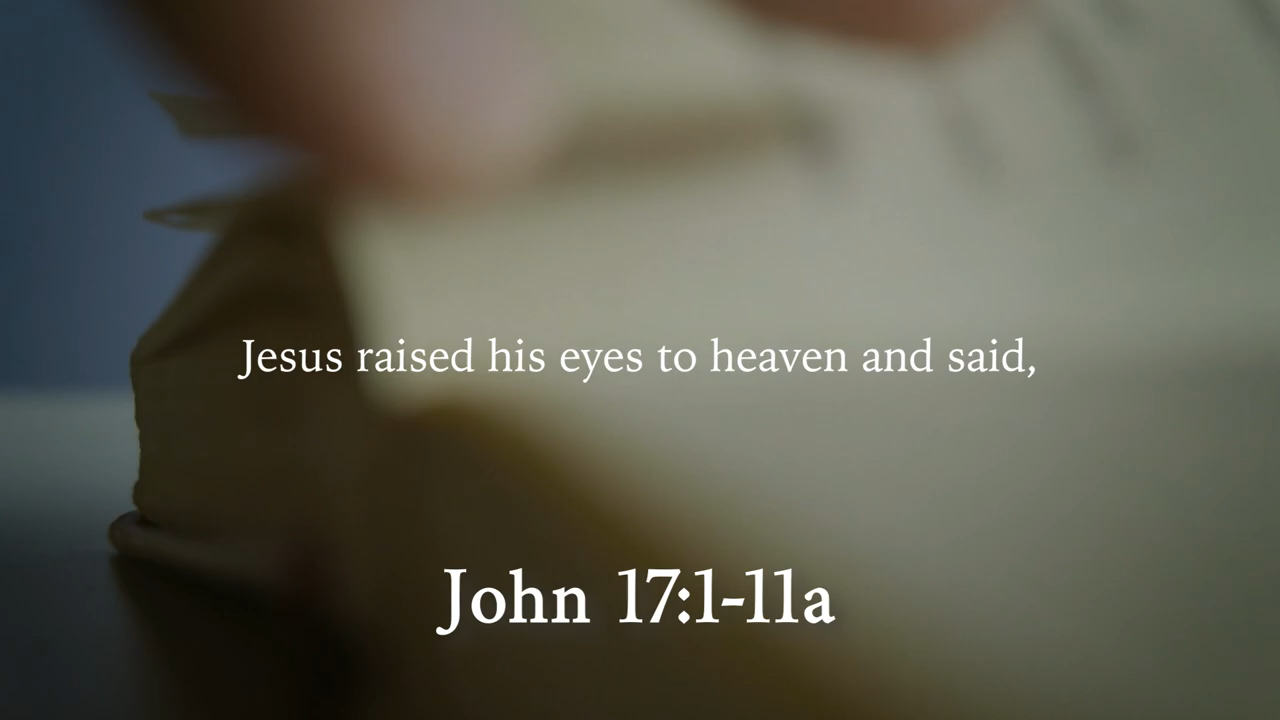 Jesus raised his eyes to heaven and said,
John 17:1-11a